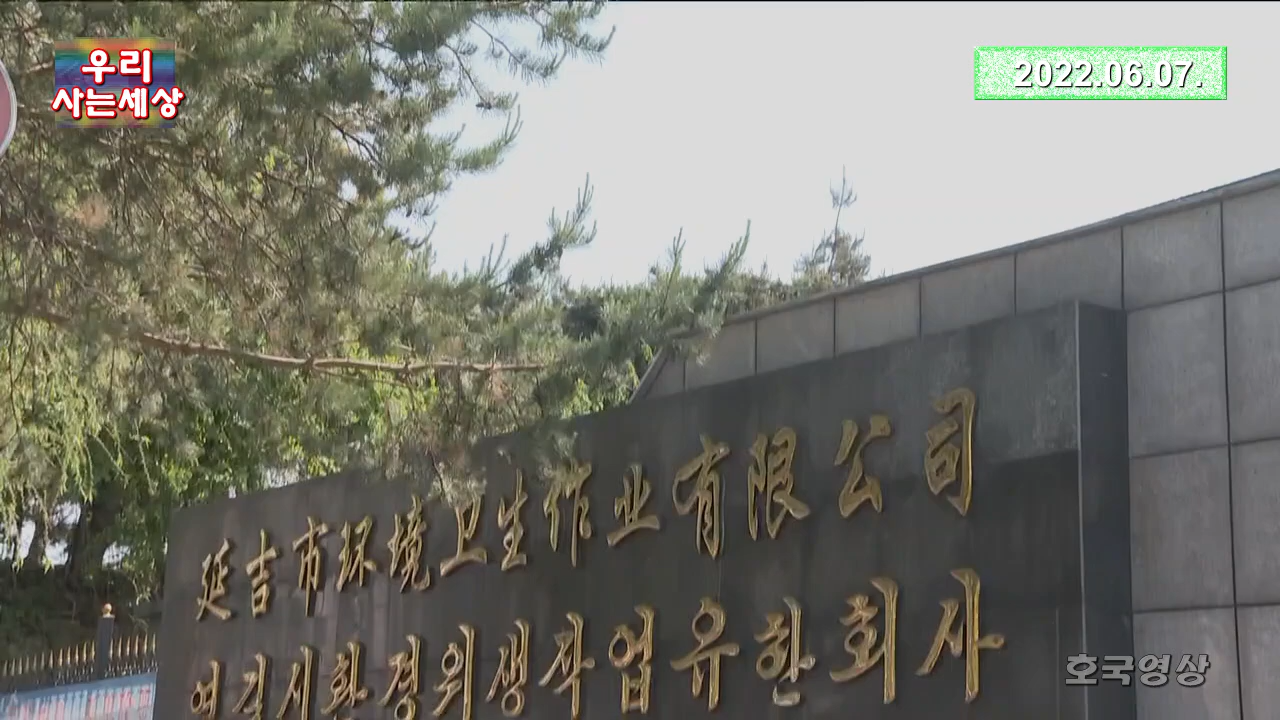 우리
사는세상
2022.06.07.
延吉市环境卫生作业有限公司
연길시환경위생작업유한회사
호국영상